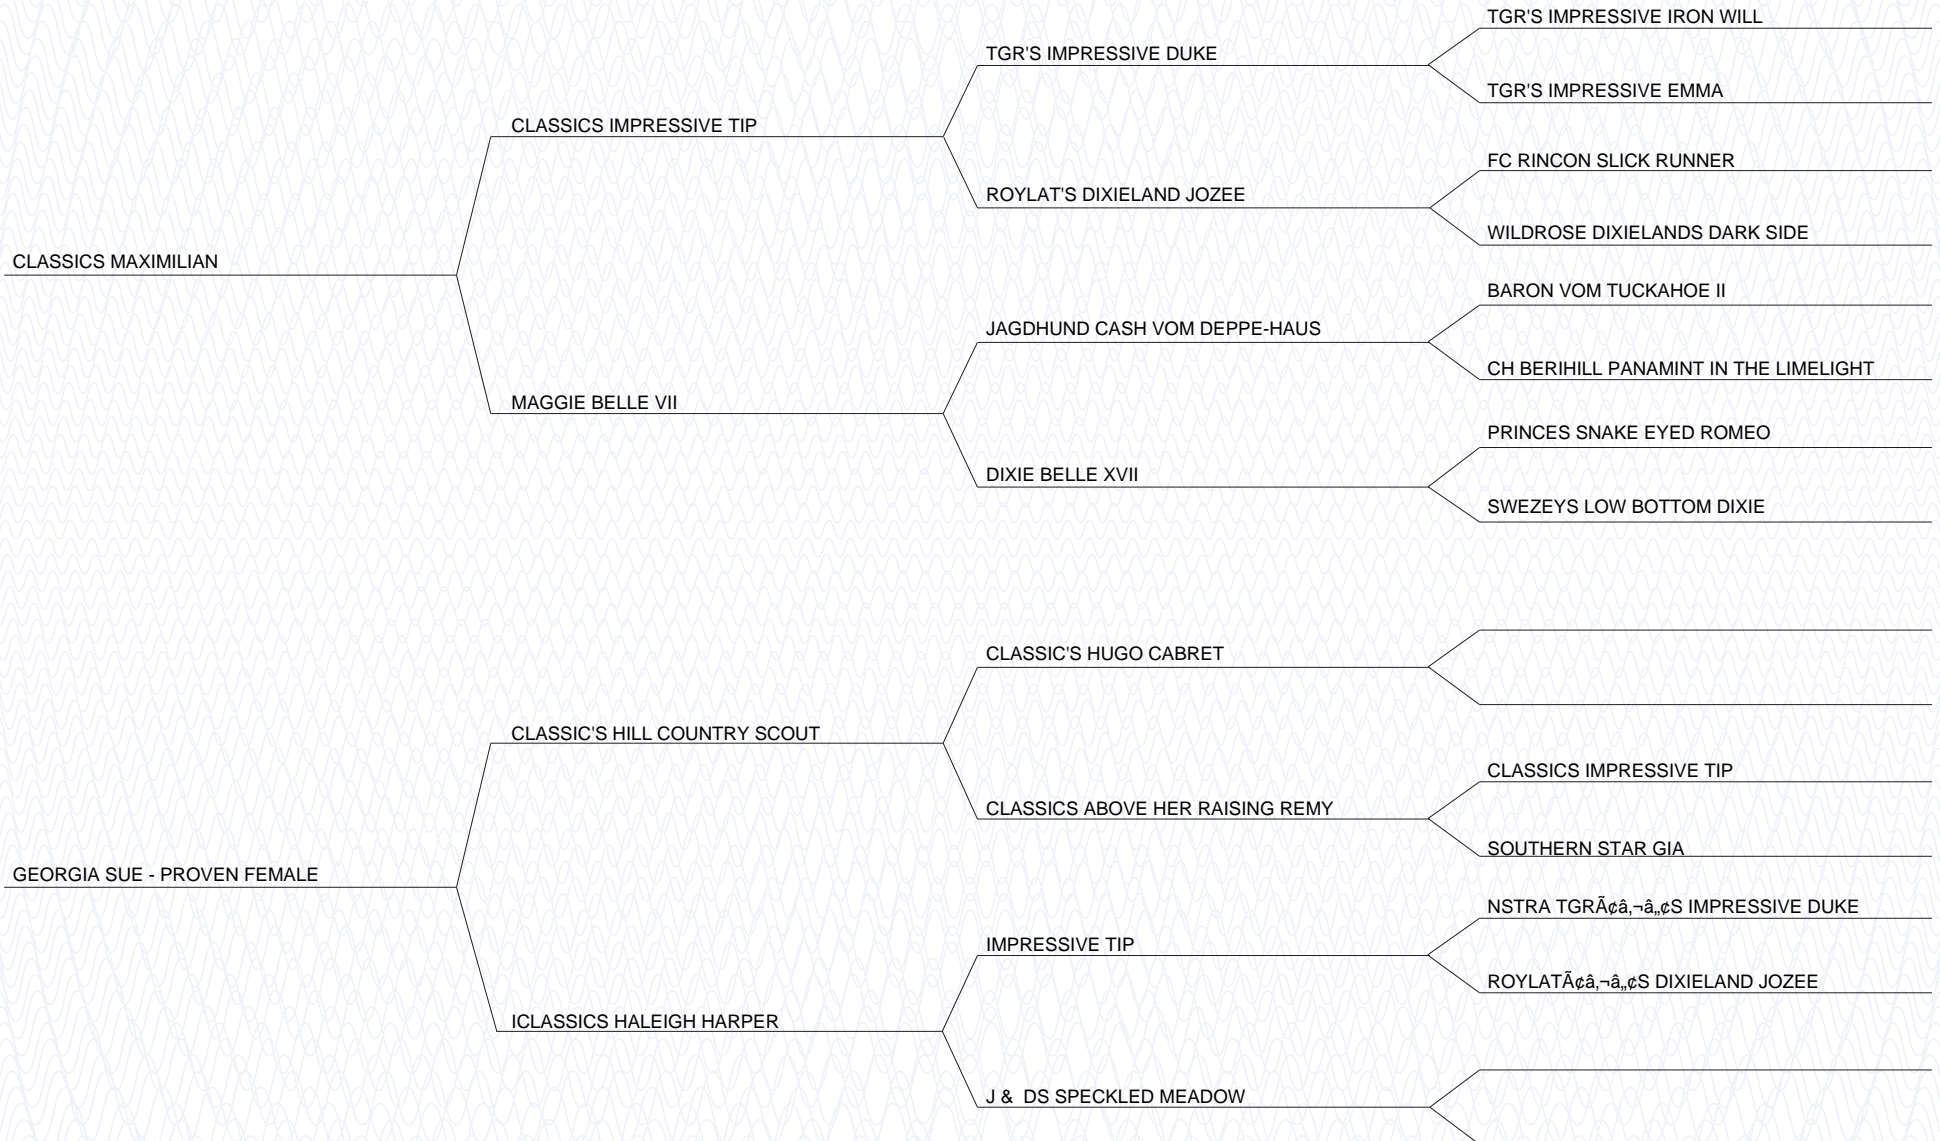 TGR'S IMPRESSIVE IRON WILL
TGR'S IMPRESSIVE DUKE
TGR'S IMPRESSIVE EMMA
CLASSICS IMPRESSIVE TIP
FC RINCON SLICK RUNNER
ROYLAT'S DIXIELAND JOZEE
WILDROSE DIXIELANDS DARK SIDE
CLASSICS MAXIMILIAN
BARON VOM TUCKAHOE II
JAGDHUND CASH VOM DEPPE-HAUS
CH BERIHILL PANAMINT IN THE LIMELIGHT
MAGGIE BELLE VII
PRINCES SNAKE EYED ROMEO
DIXIE BELLE XVII
SWEZEYS LOW BOTTOM DIXIE
CLASSIC'S HUGO CABRET
CLASSIC'S HILL COUNTRY SCOUT
CLASSICS IMPRESSIVE TIP
CLASSICS ABOVE HER RAISING REMY
SOUTHERN STAR GIA
GEORGIA SUE - PROVEN FEMALE
NSTRA TGRÃ¢â‚¬â„¢S IMPRESSIVE DUKE
IMPRESSIVE TIP
ROYLATÃ¢â‚¬â„¢S DIXIELAND JOZEE
ICLASSICS HALEIGH HARPER
J &  DS SPECKLED MEADOW